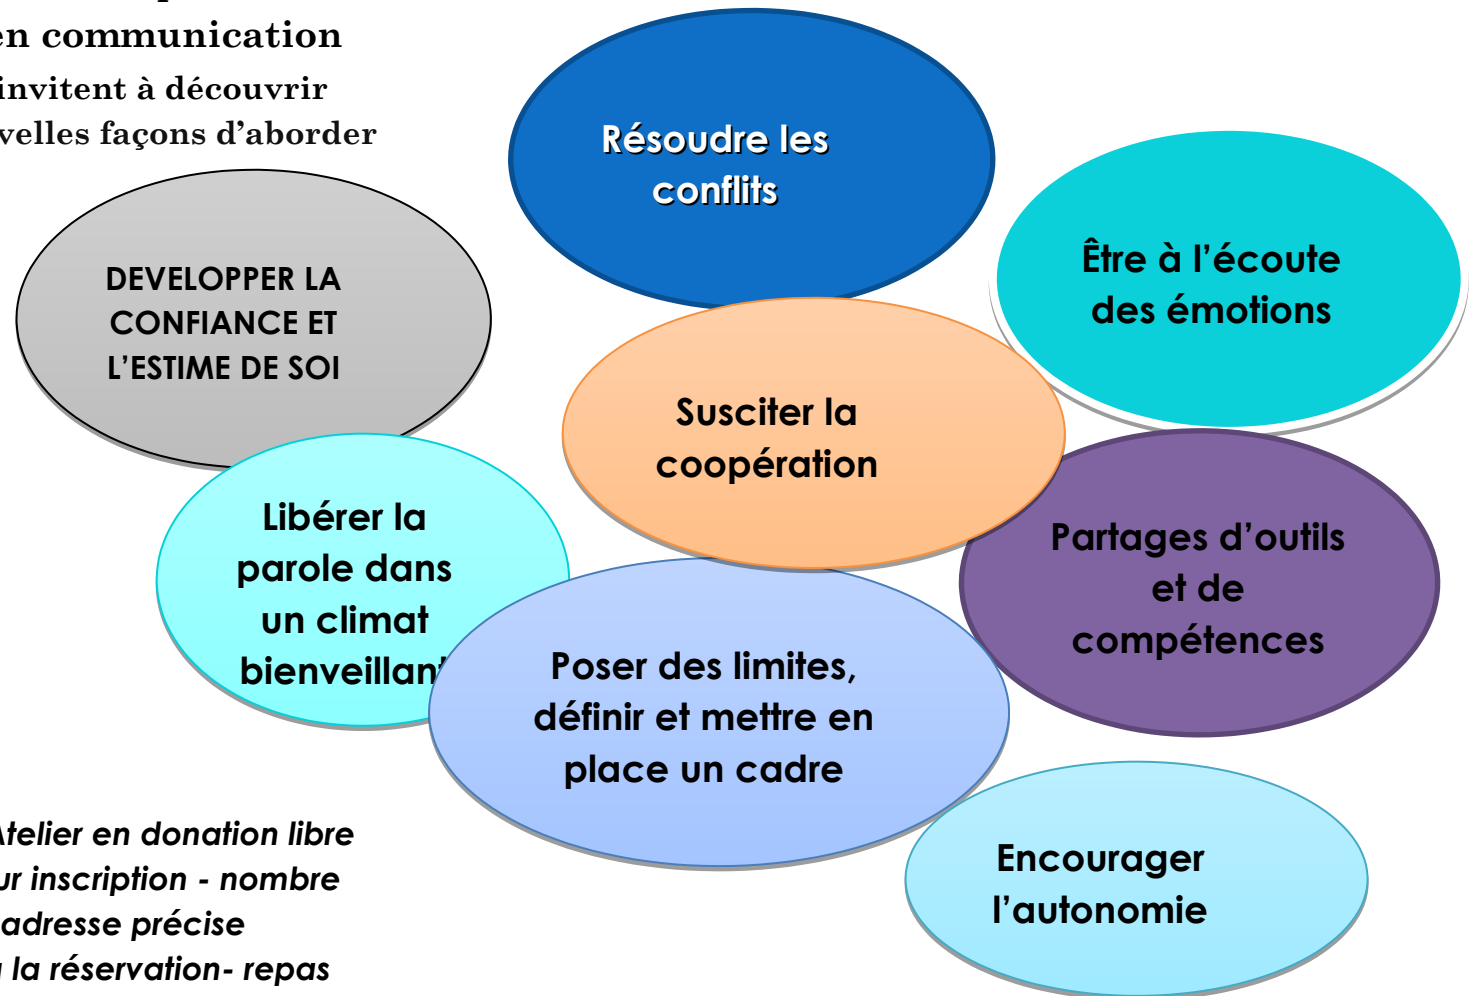 en communication
invitent à découvrir
velles façons d'aborder
Résoudre les
conflits
Être à l'écoute
des émotions
DEVELOPPER LA
CONFIANCE ET
L'ESTIME DE SOI
Susciter la
coopération
Libérer la
parole dans
un climat
bienveillant
Partages d'outils
et de
compétences
Poser des limites,
définir et mettre en
place un cadre
Encourager
l'autonomie
Atelier en donation libre
ur inscription - nombre
adresse précise
la réservation- repas